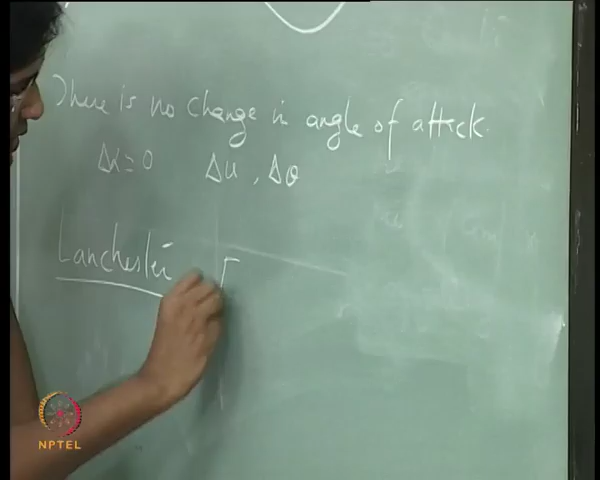 There is no change in angle of attack.
Δα = 0 Δu, Δθ
Lanchester
NPTEL